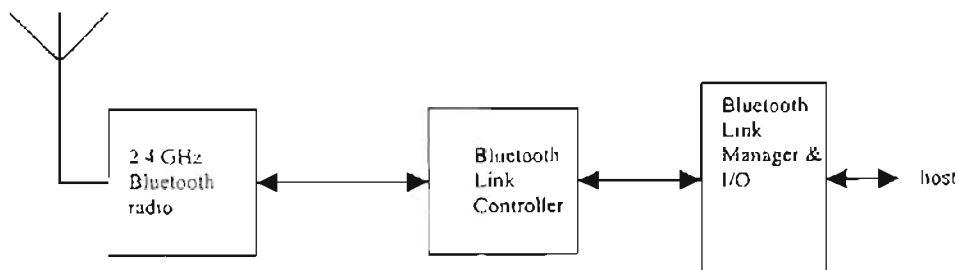 2.4 GHz
Bluetooth
radio
Bluetooth
Link
Controller
Bluetooth
Link
Manager &
I/O
host